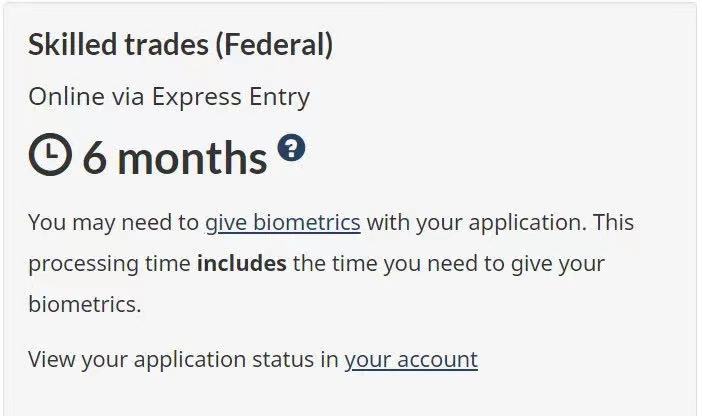 Skilled trades (Federal)
Online via Express Entry
6 months ?
You may need to give biometrics with your application. This
processing time includes the time you need to give your
biometrics.
View your application status in your account